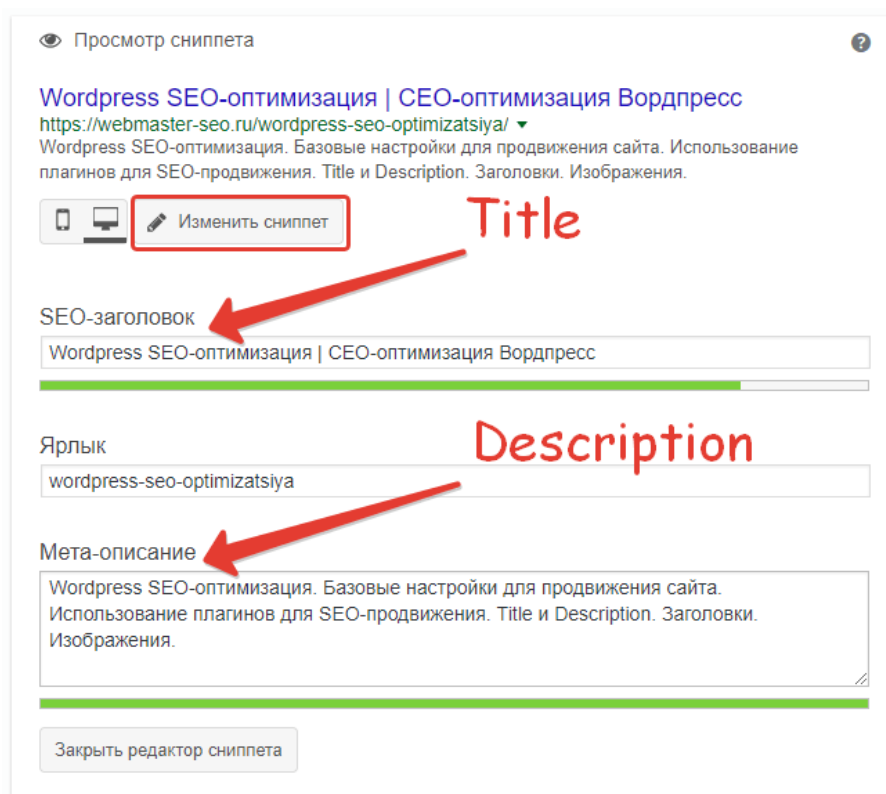 Просмотр сниппета
Wordpress SEO-оптимизация | СЕО-оптимизация Вордпресс
https://webmaster-seo.ru/wordpress-seo-optimizatsiya/
Wordpress SEO-оптимизация. Базовые настройки для продвижения сайта. Использование
плагинов для SEO-продвижения. Title и Description. Заголовки. Изображения.
Изменить сниппет
Title
SEO-заголовок
Wordpress SEO-оптимизация | СЕО-оптимизация Вордпресс
Description
Ярлык
wordpress-seo-optimizatsiya
Мета-описание
Wordpress SEO-оптимизация. Базовые настройки для продвижения сайта.
Использование плагинов для SEO-продвижения. Title и Description. Заголовки.
Изображения.
Закрыть редактор сниппета